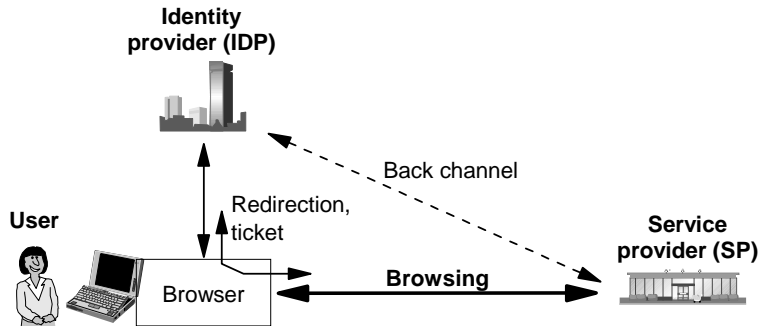 Identity
provider (IDP)
Back channel
User
Redirection,
ticket
Service
provider (SP)
Browsing
Browser